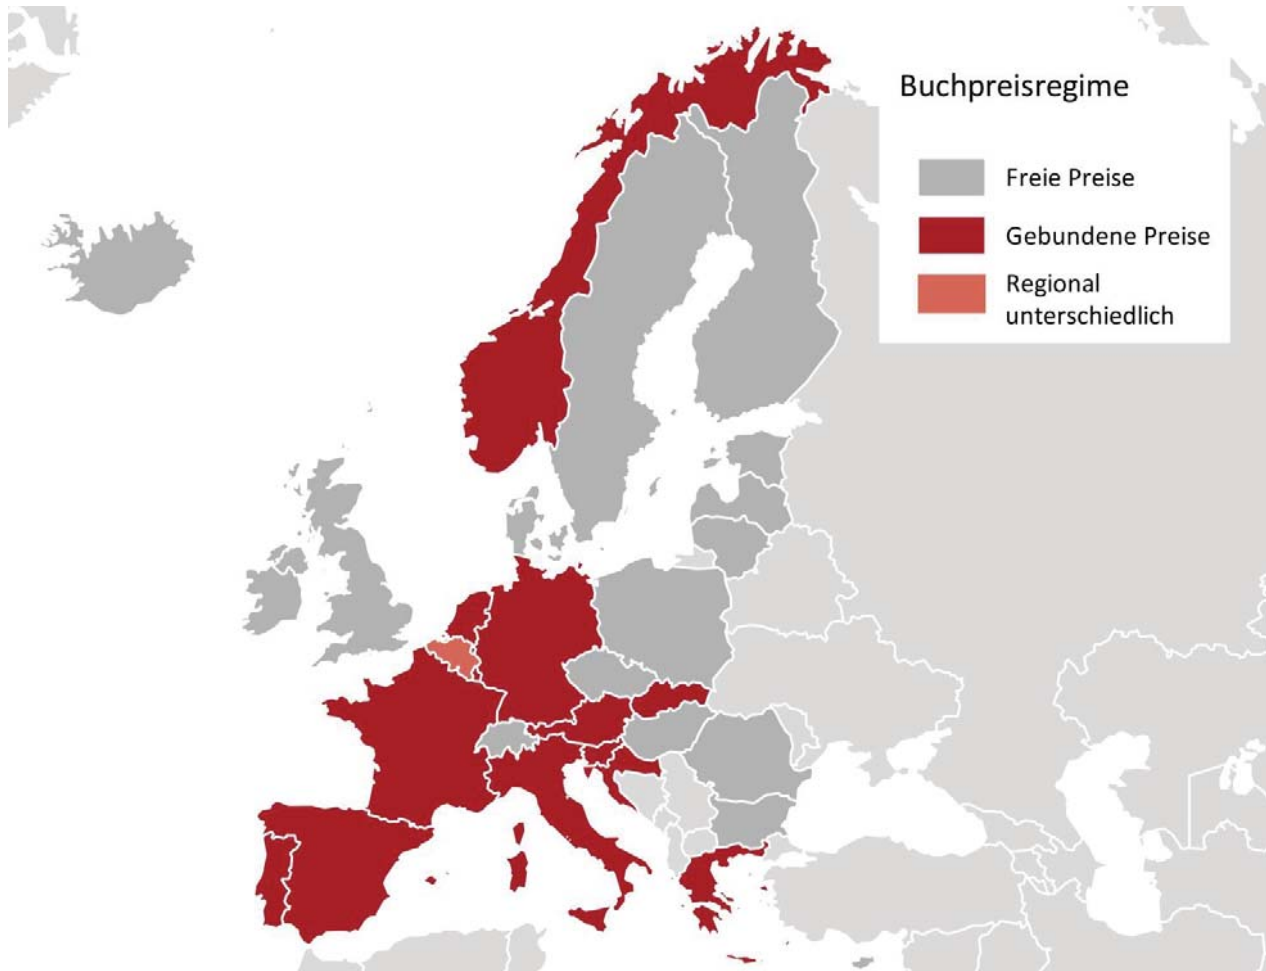 Buchpreisregime
Freie Preise
Gebundene Preise
Regional
unterschiedlich